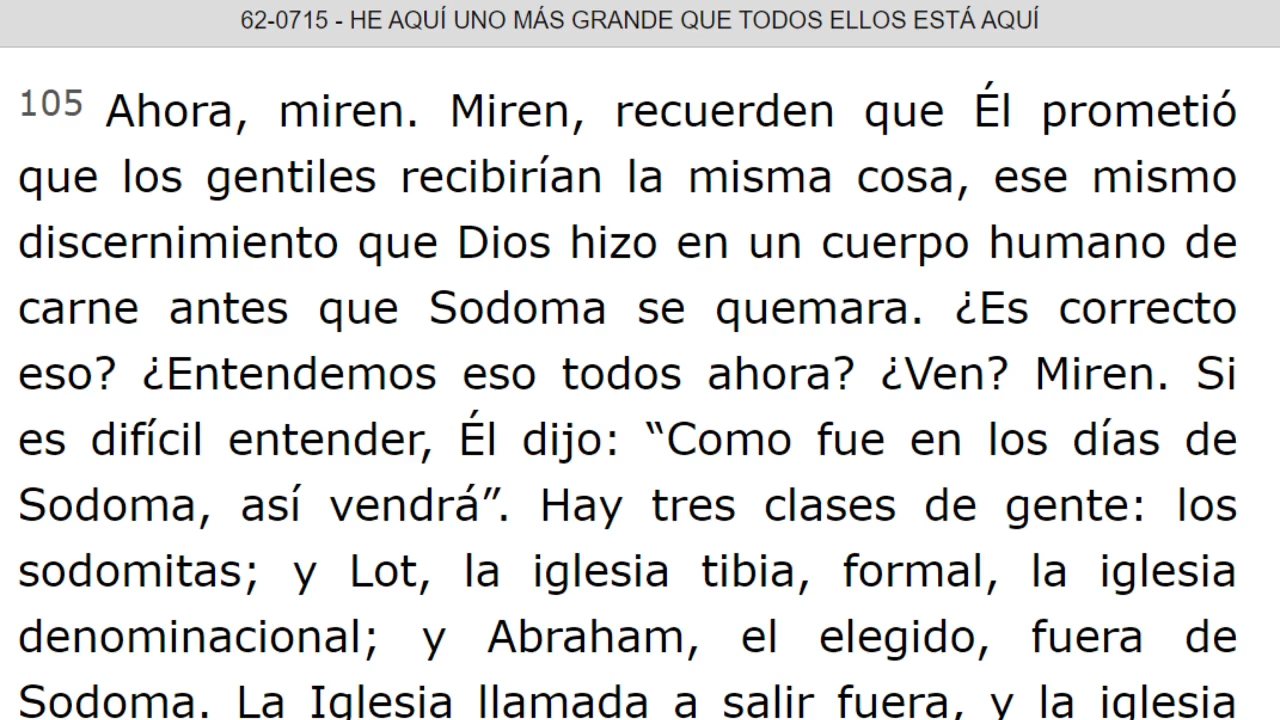 62-0715 - HE AQUÍ UNO MÁS GRANDE QUE TODOS ELLOS ESTÁ AQUÍ
105 Ahora, miren. Miren, recuerden que Él prometió
que los gentiles recibirían la misma cosa, ese mismo
discernimiento que Dios hizo en un cuerpo humano de
carne antes que Sodoma se quemara. ¿Es correcto
eso? ¿Entendemos eso todos ahora? ¿Ven? Miren. Si
es difícil entender, Él dijo: “Como fue en los días de
Sodoma, así vendrá”. Hay tres clases de gente: los
sodomitas; y Lot, la iglesia tibia, formal, la iglesia
denominacional; y Abraham, el elegido, fuera de
Sodoma. La Iglesia llamada a salir fuera, y la iglesia